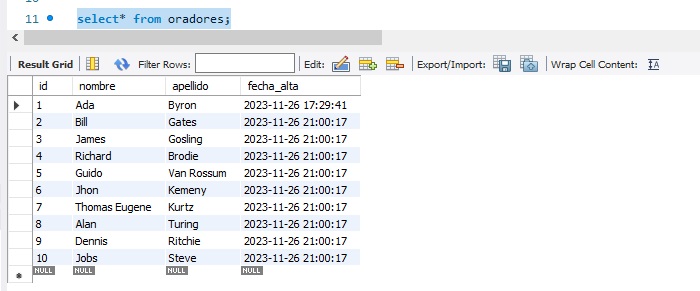 11 select* from oradores;
Result Grid Filter Rows: Edit: Export/Import: Wrap Cell Content:
id nombre apellido fecha_alta
1 Ada Byron 2023-11-26 17:29:41
2 Bill Gates 2023-11-26 21:00:17
3 James Gosling 2023-11-26 21:00:17
4 Richard Brodie 2023-11-26 21:00:17
5 Guido Van Rossum 2023-11-26 21:00:17
6 Jhon Kemeny 2023-11-26 21:00:17
7 Thomas Eugene Kurtz 2023-11-26 21:00:17
8 Alan Turing 2023-11-26 21:00:17
9 Dennis Ritchie 2023-11-26 21:00:17
10 Jobs Steve 2023-11-26 21:00:17
NULL NULL NULL NULL